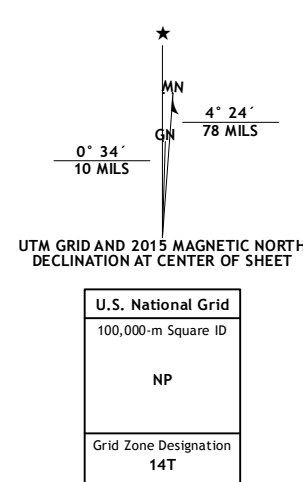 ★
MN
4° 24´
78 MILS
GN
0° 34´
10 MILS
UTM GRID AND 2015 MAGNETIC NORTH
DECLINATION AT CENTER OF SHEET
U.S. National Grid
100,000-m Square ID
NP
Grid Zone Designation
14T